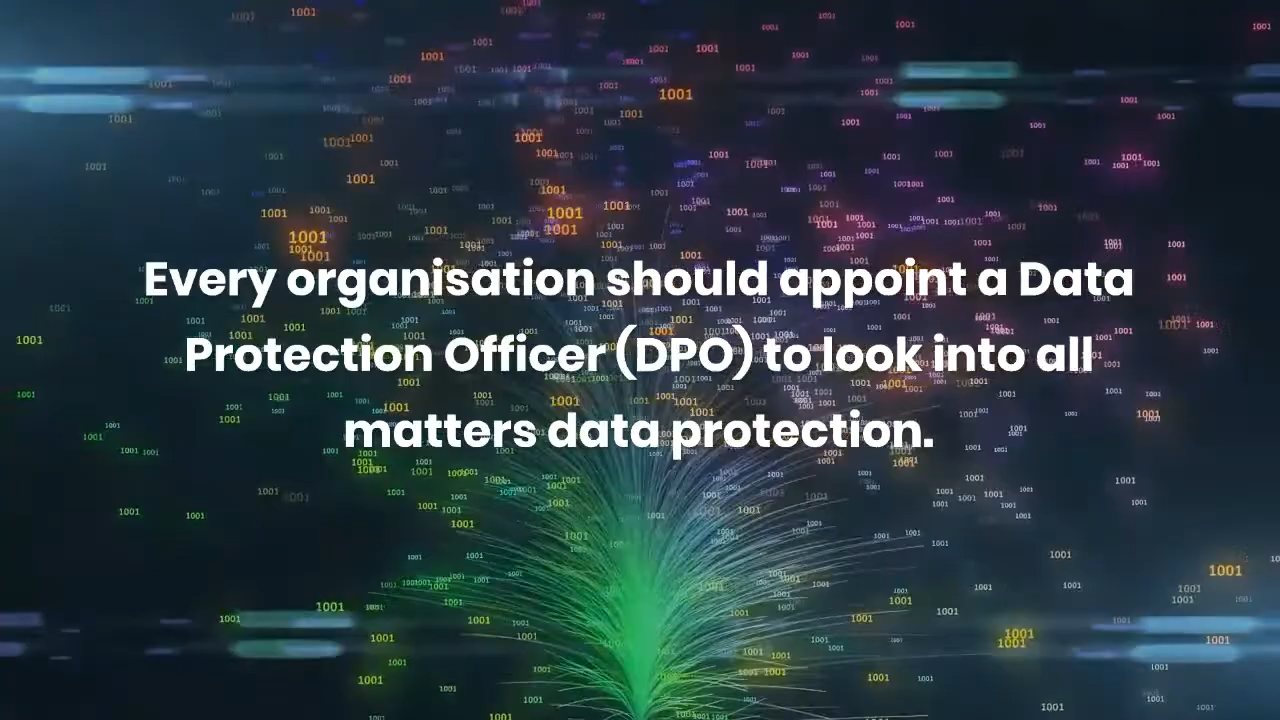 Every organisation should appoint a Data
Protection Officer (DPO) to look into all
matters data protection.